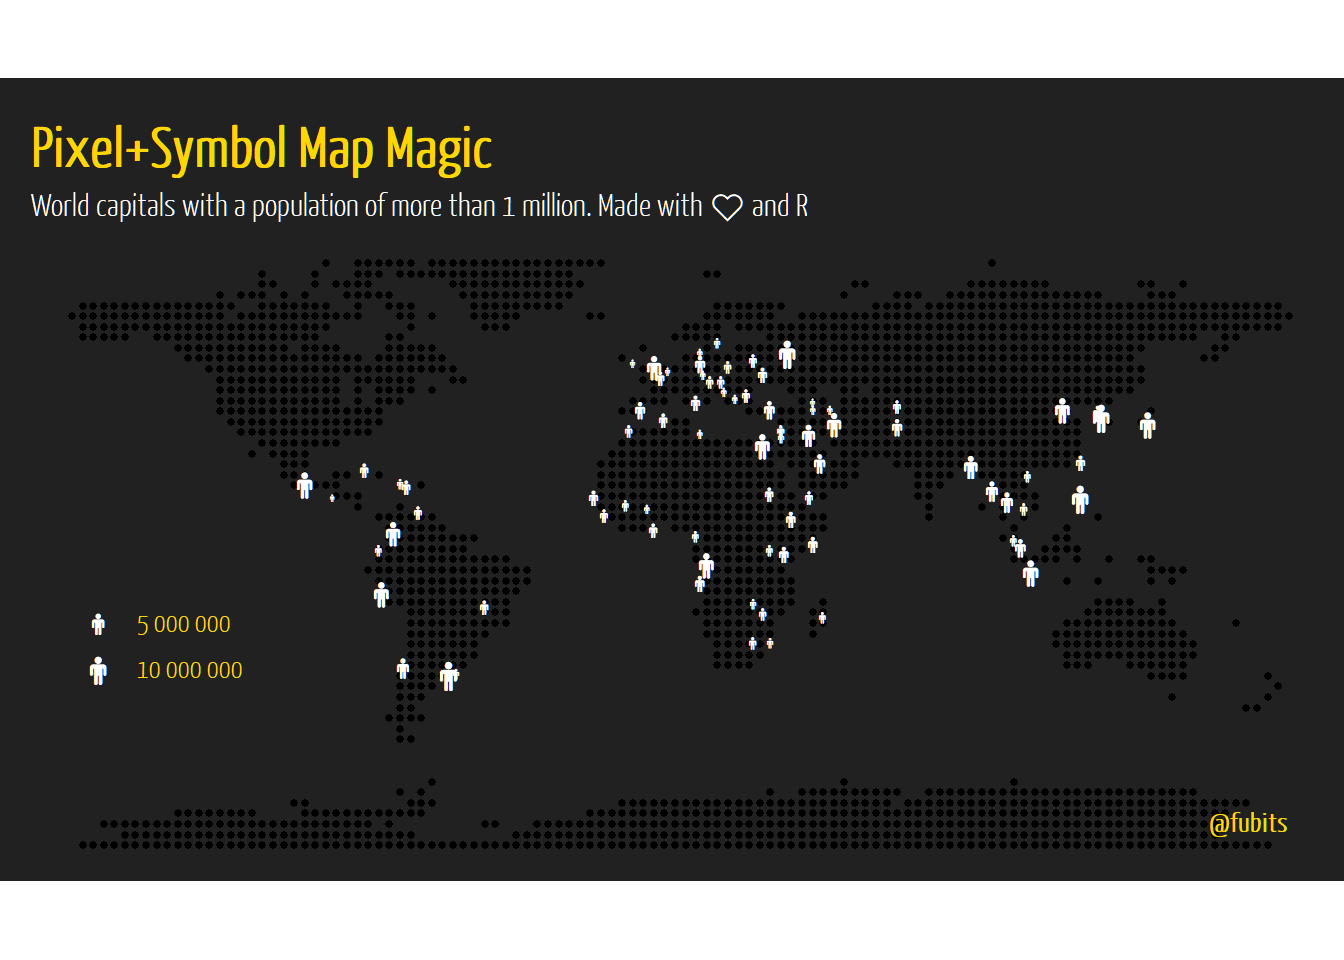 Pixel+Symbol Map Magic
World capitals with a population of more than 1 million. Made with ♡ and R
5 000 000
10 000 000
@fubits